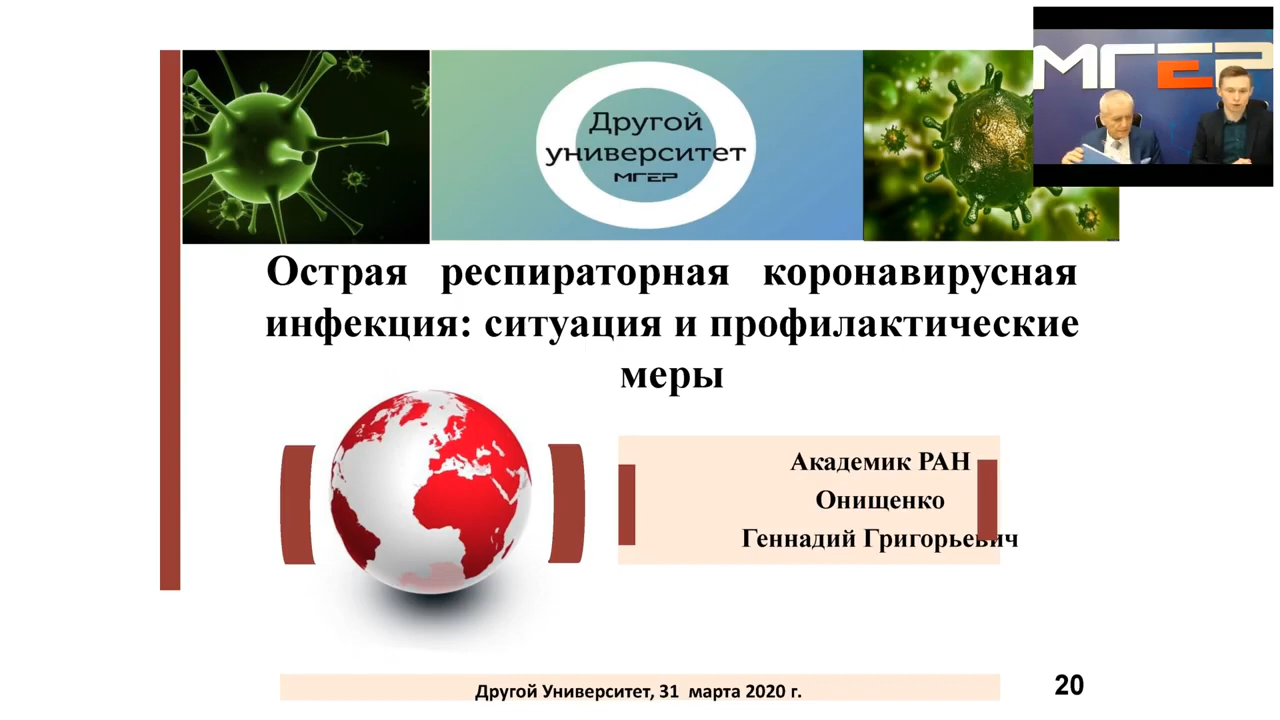 МГЕР
Другой
университет
МГЕР
Острая респираторная коронавирусная
инфекция: ситуация и профилактические
меры
Академик РАН
Онищенко
Геннадий Григорьевич
Другой Университет, 31 марта 2020 г.
20